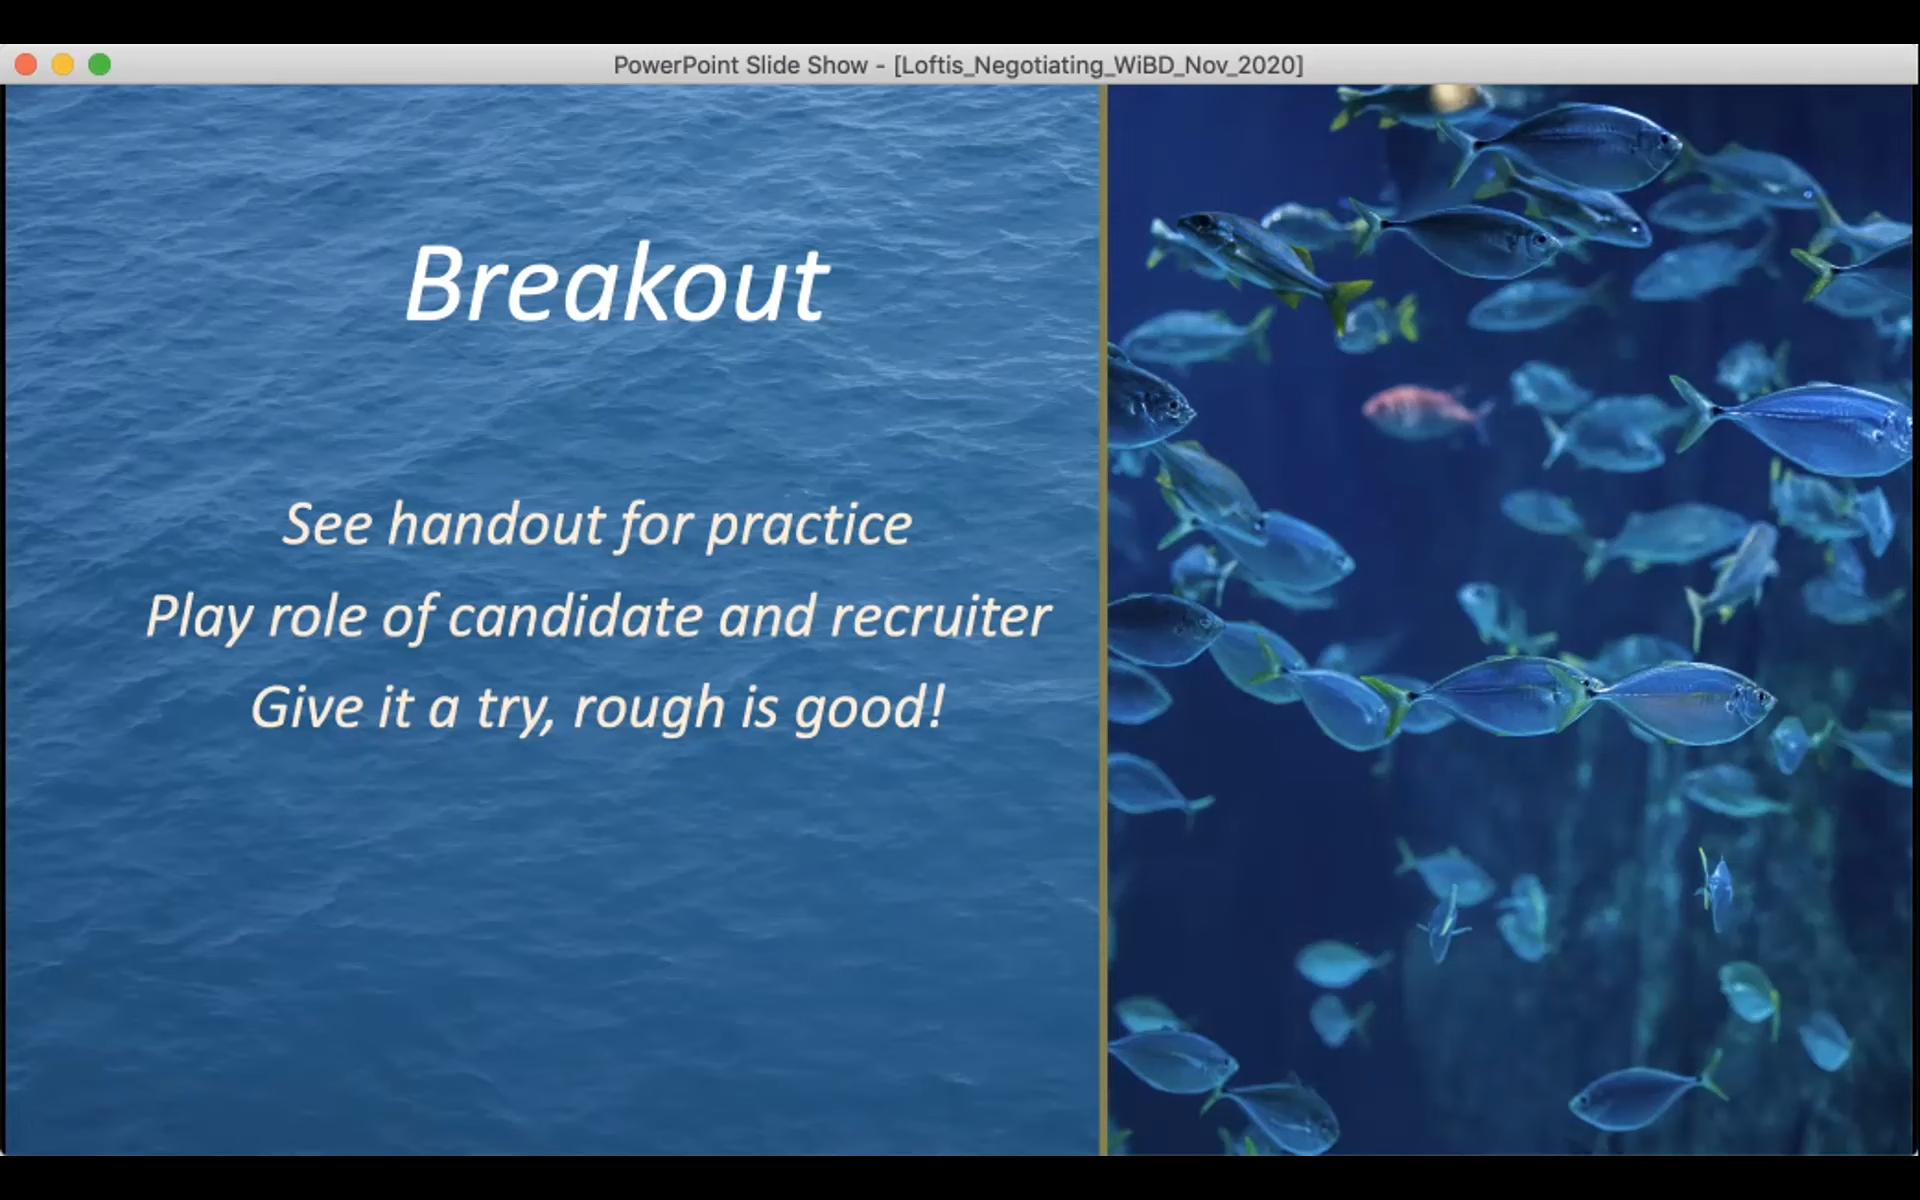 PowerPoint Slide Show - [Loftis_Negotiating_WiBD_Nov_2020]
Breakout
See handout for practice
Play role of candidate and recruiter
Give it a try, rough is good!